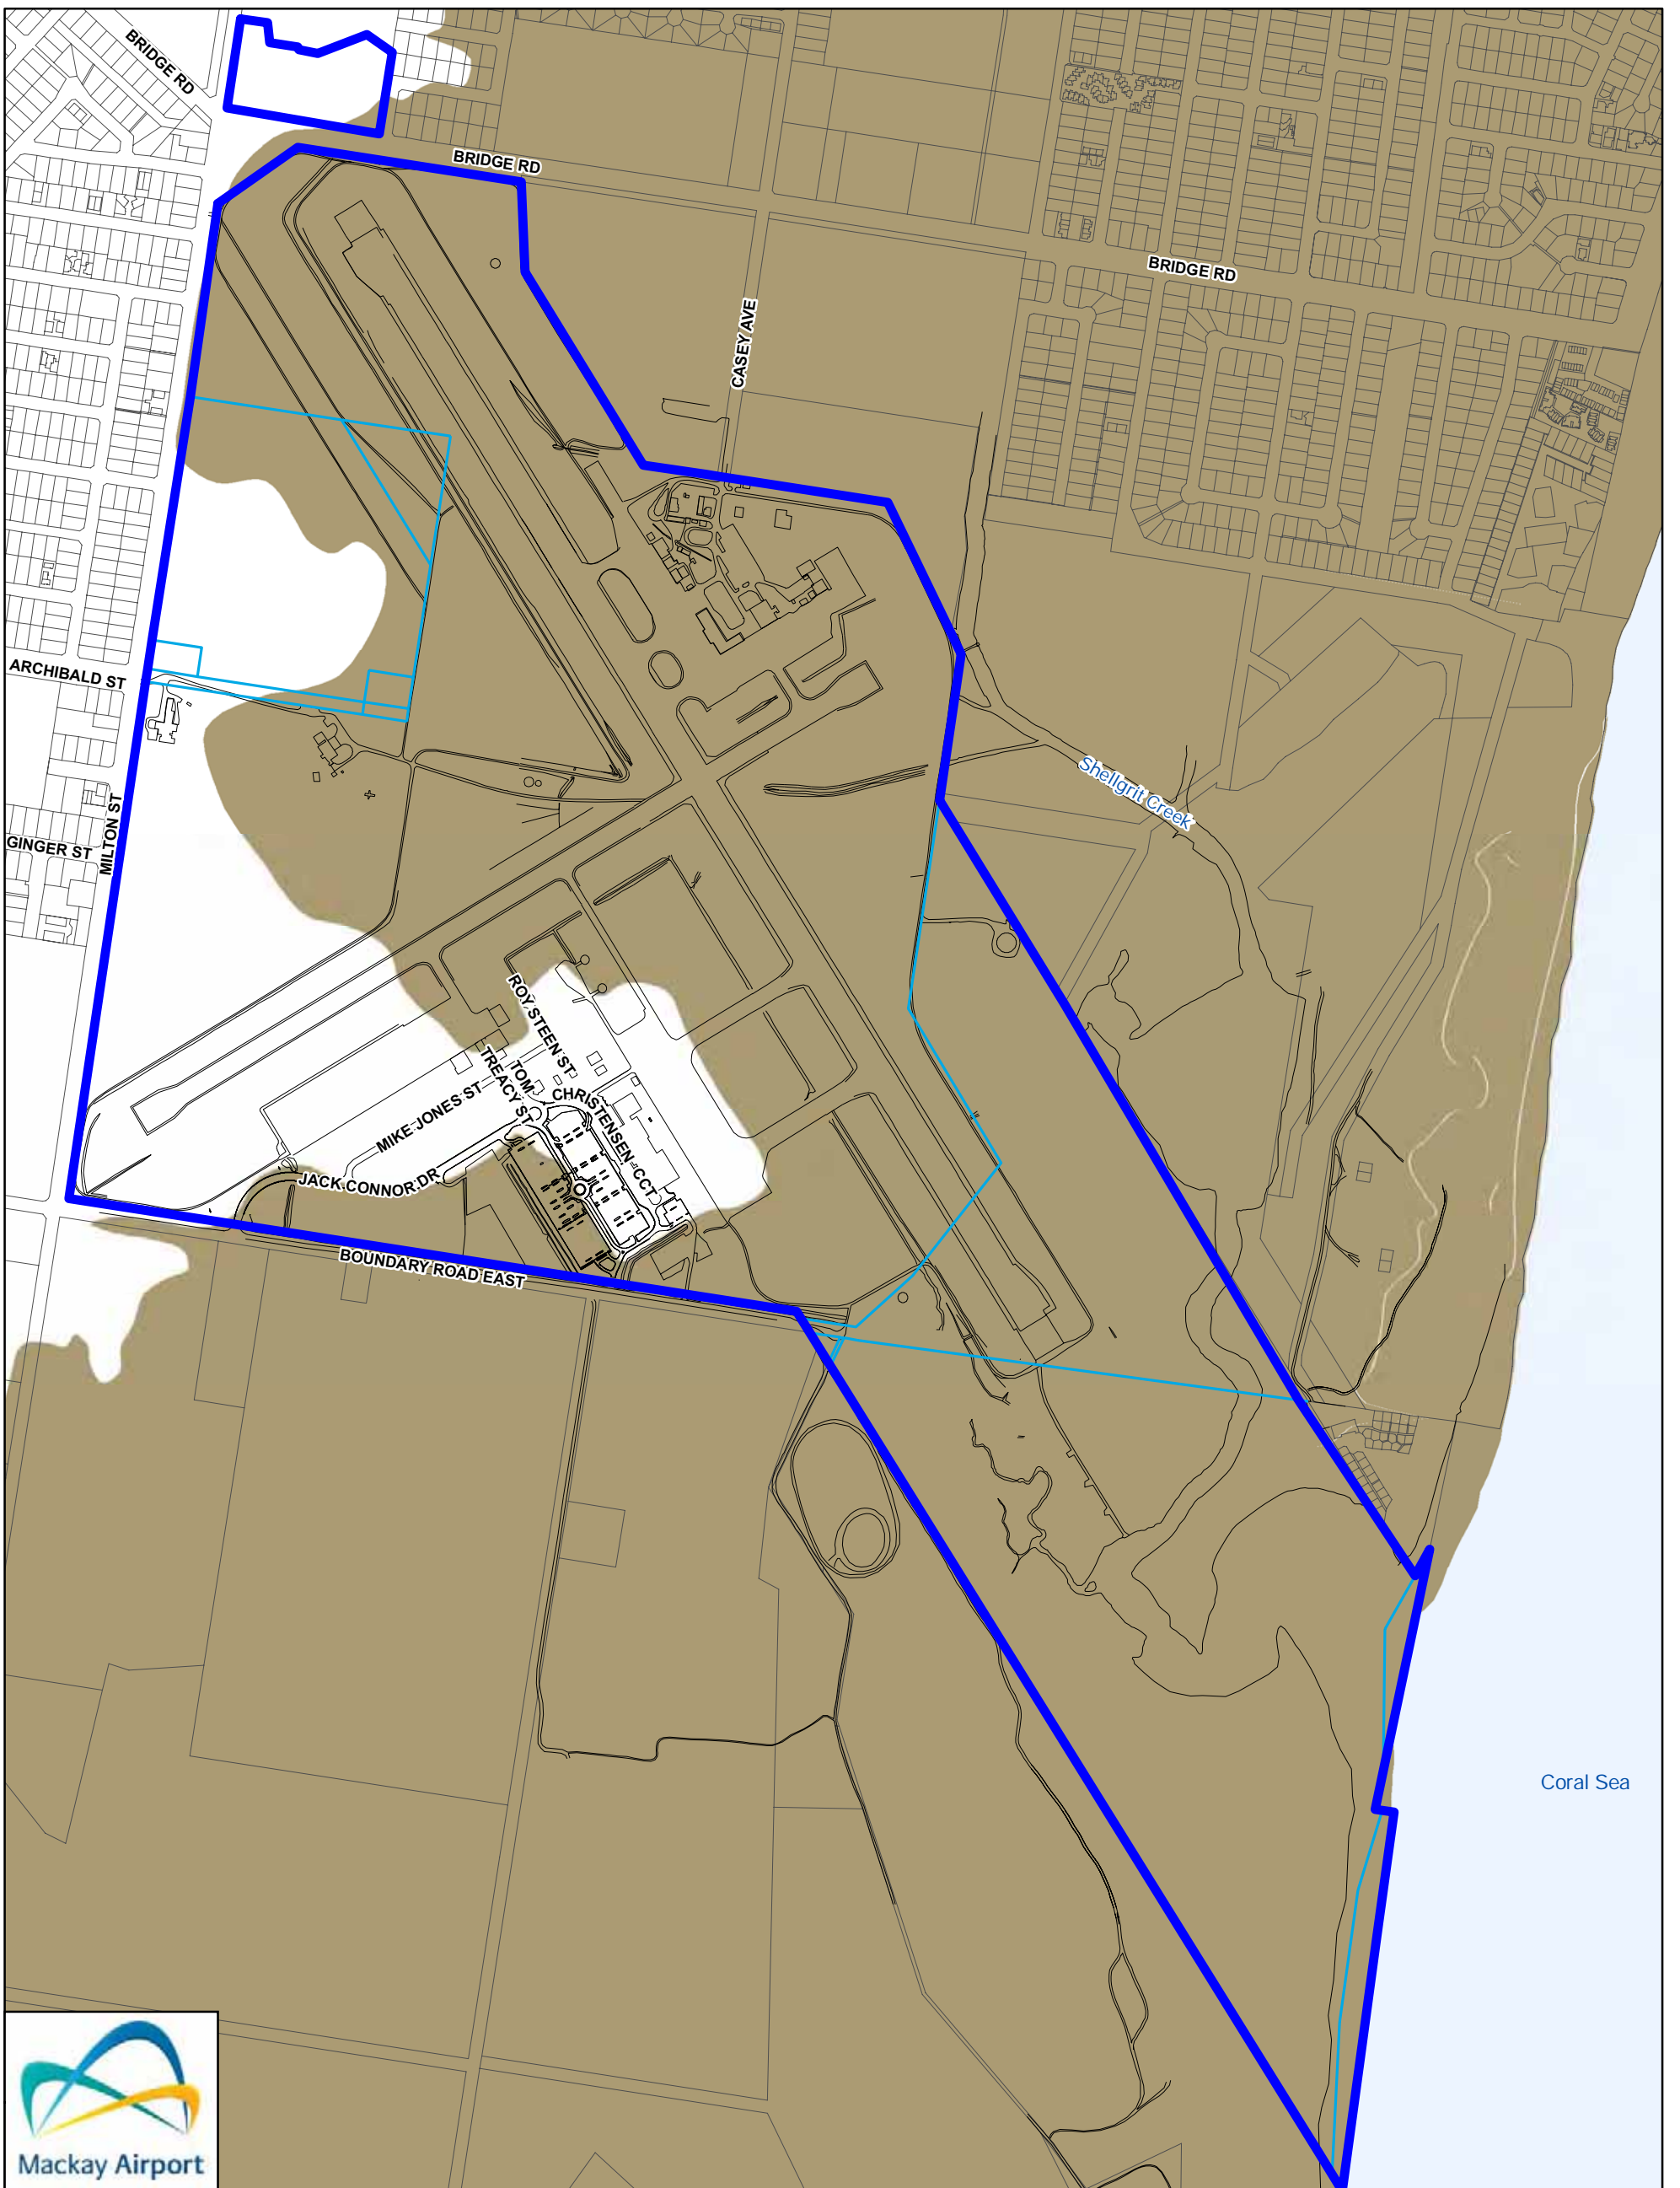 BRIDGE RD
BRIDGE RD
BRIDGE RD
CASEY AVE
ARCHIBALD ST
Shellgrit Creek
MILTON ST
GINGER ST
ROY STEEN ST
TOM
TREACY ST
MIKE JONES ST
CHRISTENSEN CCT
JACK CONNOR DR
BOUNDARY ROAD EAST
Coral Sea
Mackay Airport